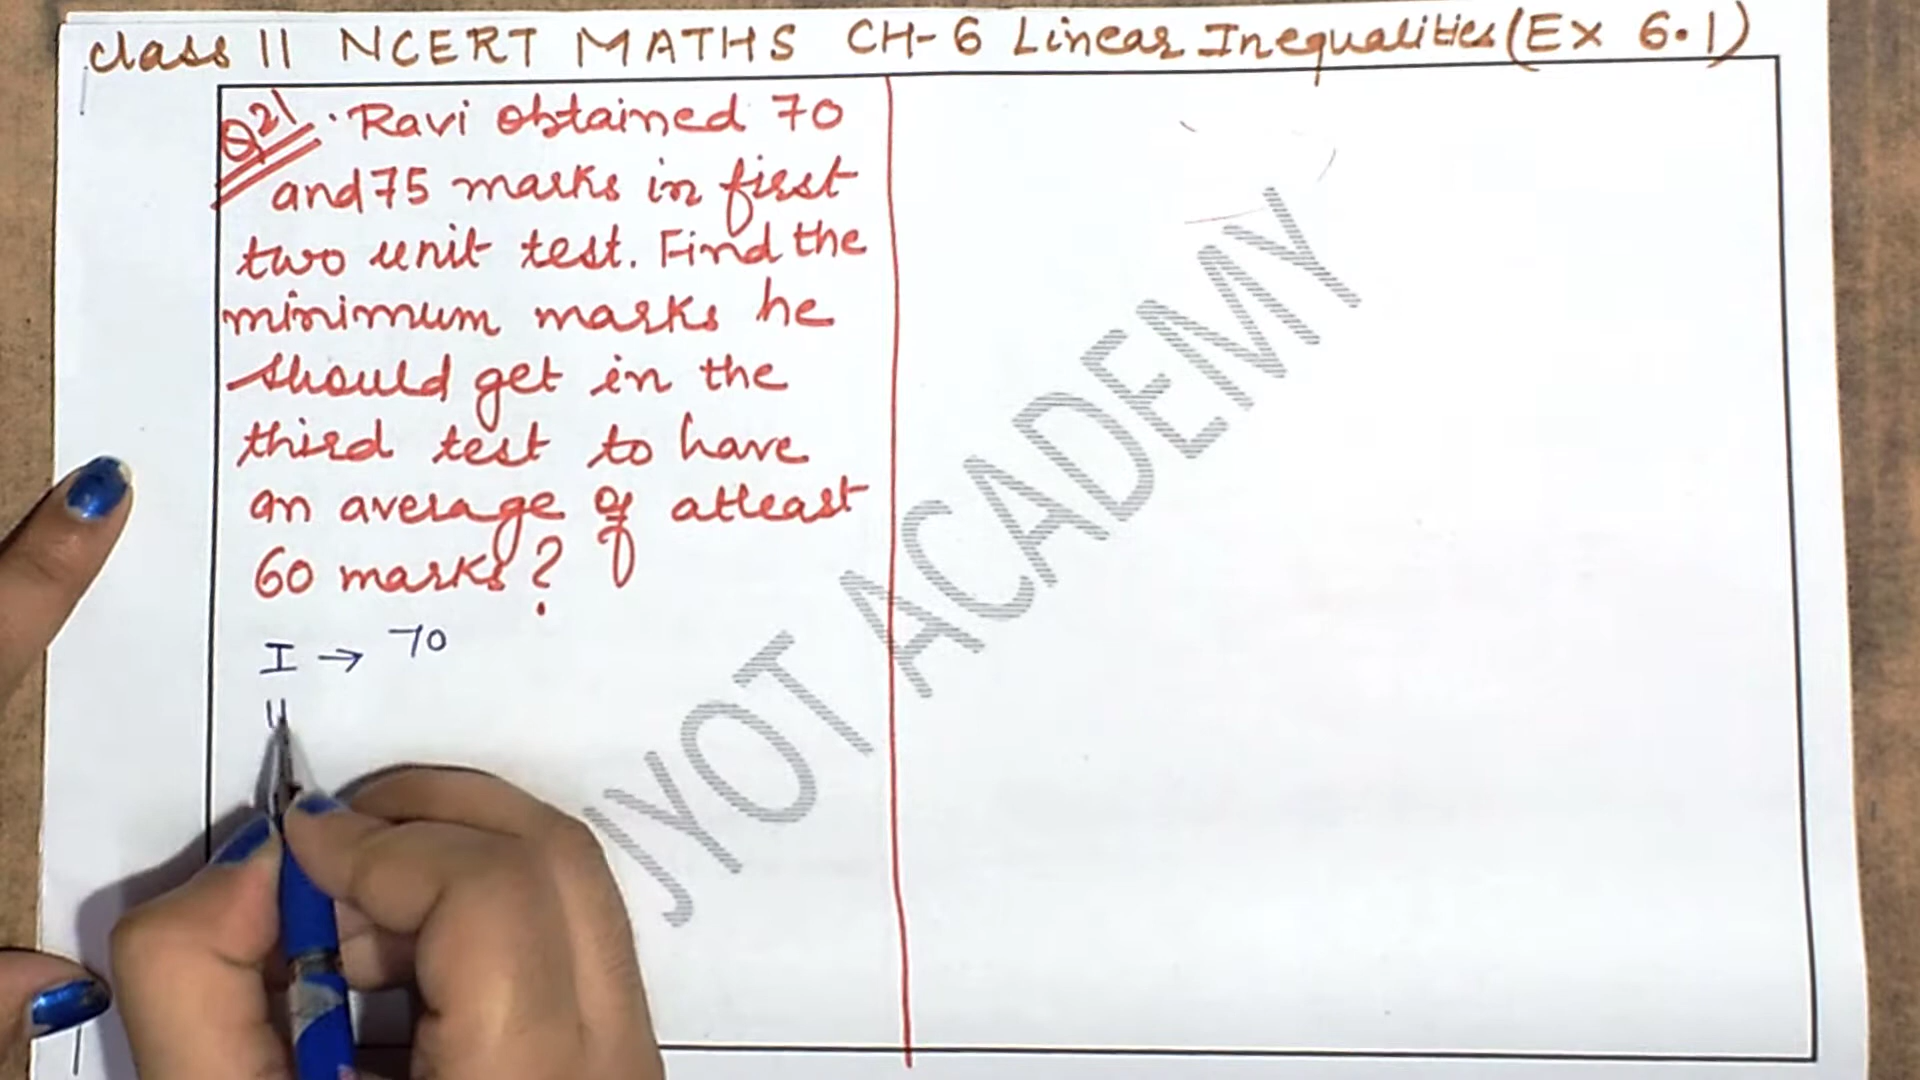 Class 11 NCERT MATHS CH-6 Linear Inequalities (Ex 6.1)
Q21. Ravi obtained 70
and 75 marks in first
two unit test. Find the
minimum marks he
should get in the
third test to have
an average of atleast
60 marks?
I → 70
II
JYOT ACADEMY